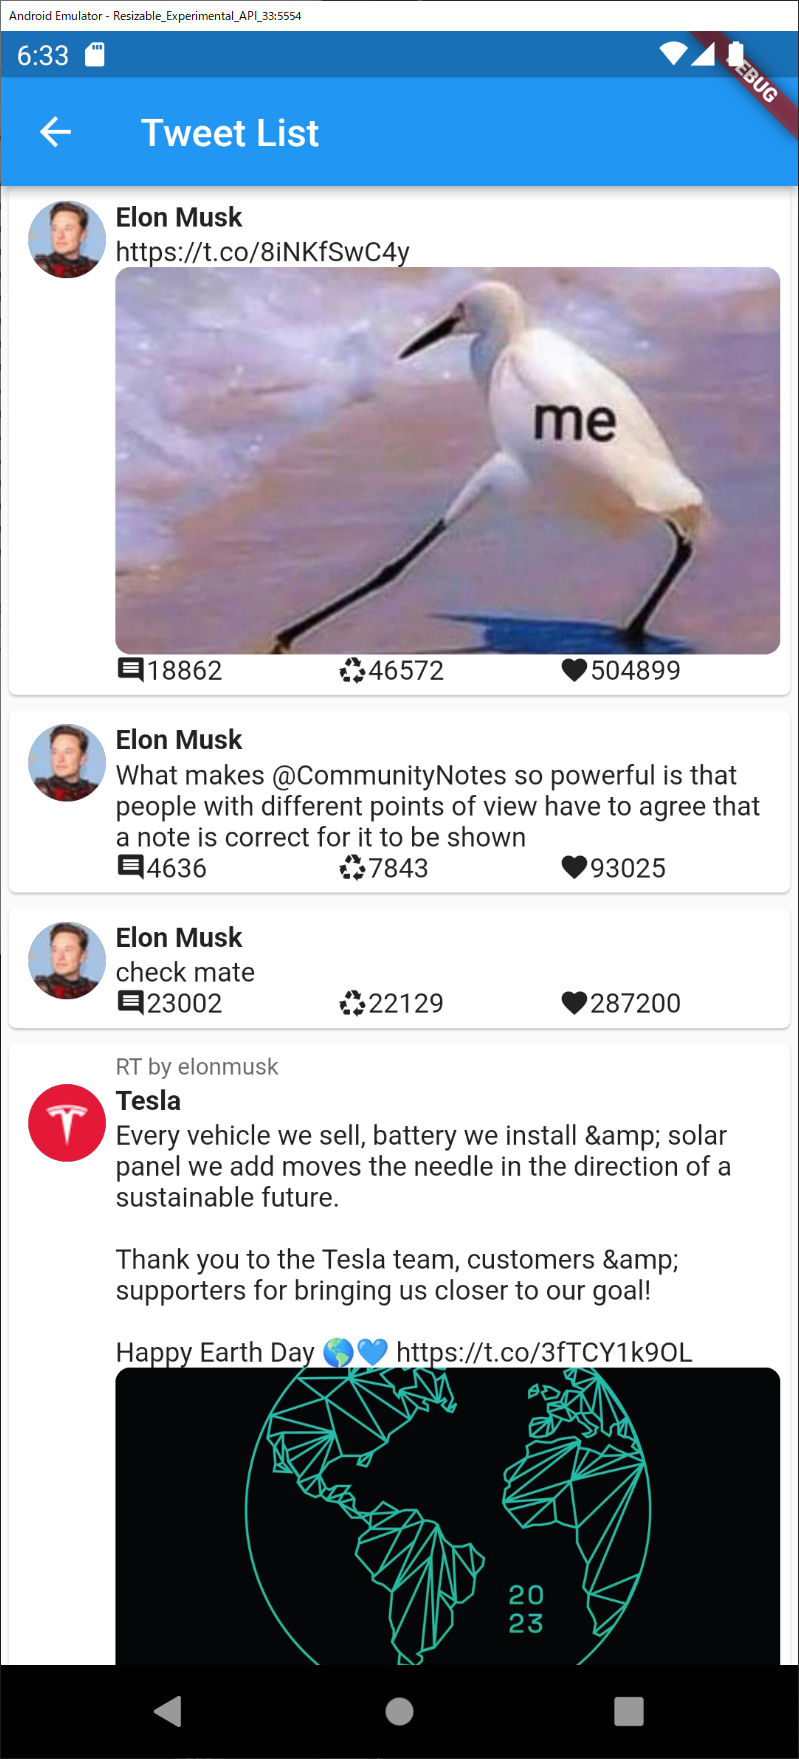 Android Emulator - Resizable_Experimental_API_33:5554
6:33
DEBUG
Tweet List
Elon Musk
https://t.co/8iNKfSwC4y
me
18862 46572 504899
Elon Musk
What makes @CommunityNotes so powerful is that
people with different points of view have to agree that
a note is correct for it to be shown
4636 7843 93025
Elon Musk
check mate
23002 22129 287200
RT by elonmusk
Tesla
Every vehicle we sell, battery we install &amp; solar
panel we add moves the needle in the direction of a
sustainable future.
Thank you to the Tesla team, customers &amp;
supporters for bringing us closer to our goal!
Happy Earth Day 🌎💙 https://t.co/3fTCY1k9OL
20
23